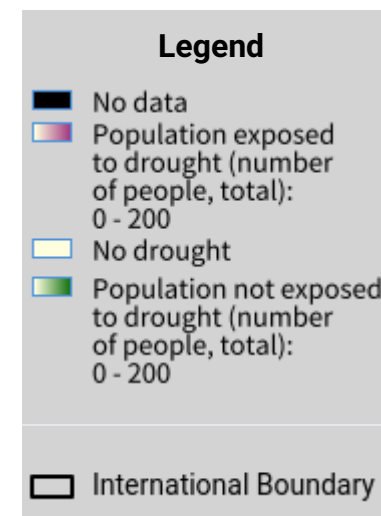 Legend
No data
Population exposed
to drought (number
of people, total):
0 - 200
No drought
Population not exposed
to drought (number
of people, total):
0 - 200
International Boundary